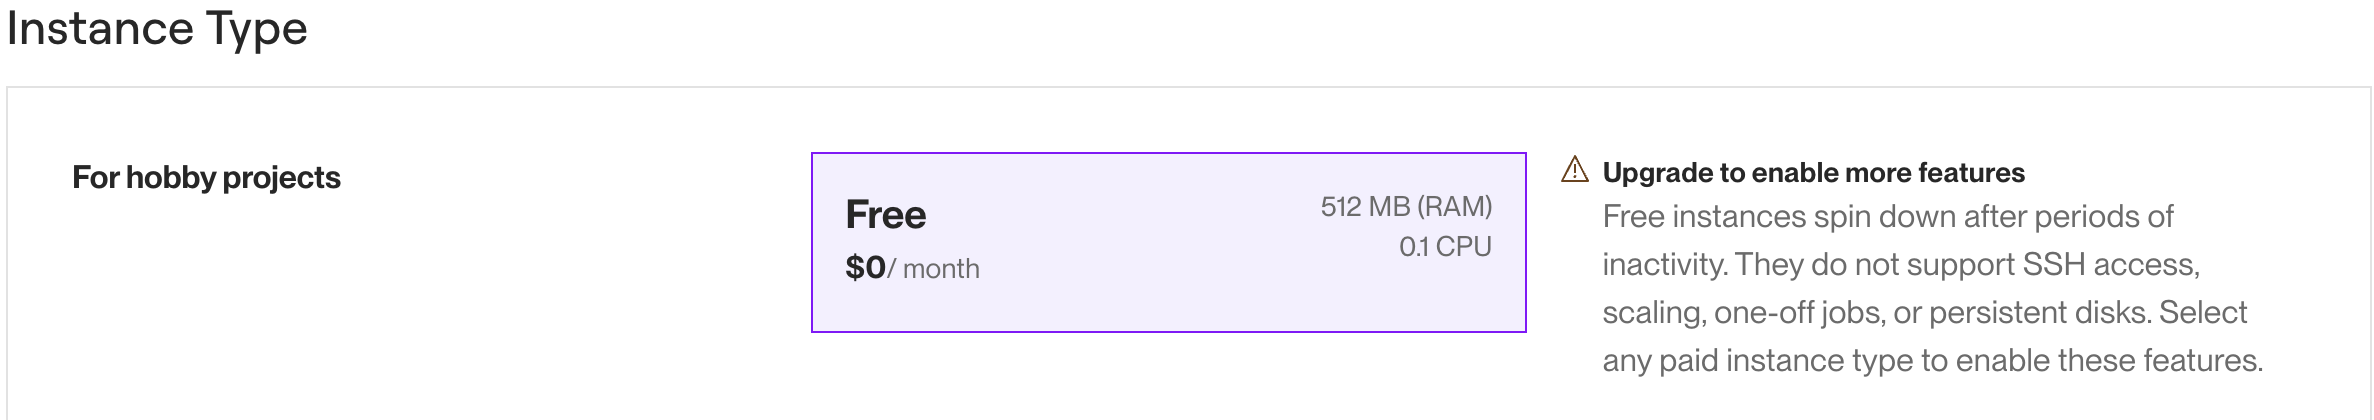 Instance Type
For hobby projects
Free
$0/ month
512 MB (RAM)
0.1 CPU
Upgrade to enable more features
Free instances spin down after periods of
inactivity. They do not support SSH access,
scaling, one-off jobs, or persistent disks. Select
any paid instance type to enable these features.